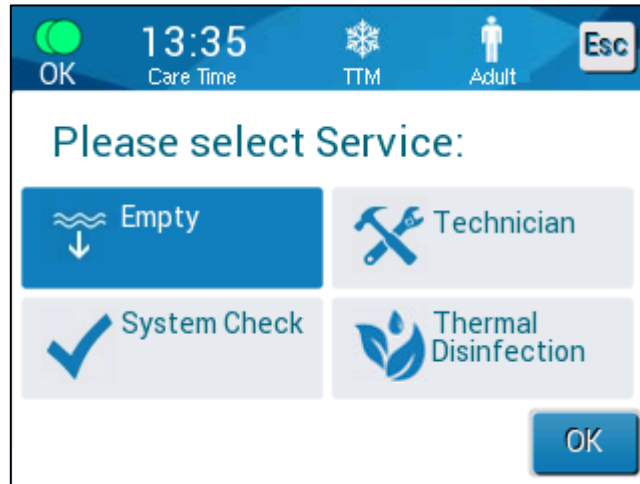 13:35
Esc
OK
Care Time
TTM
Adult
Please select Service:
Empty
Technician
System Check
Thermal
Disinfection
OK